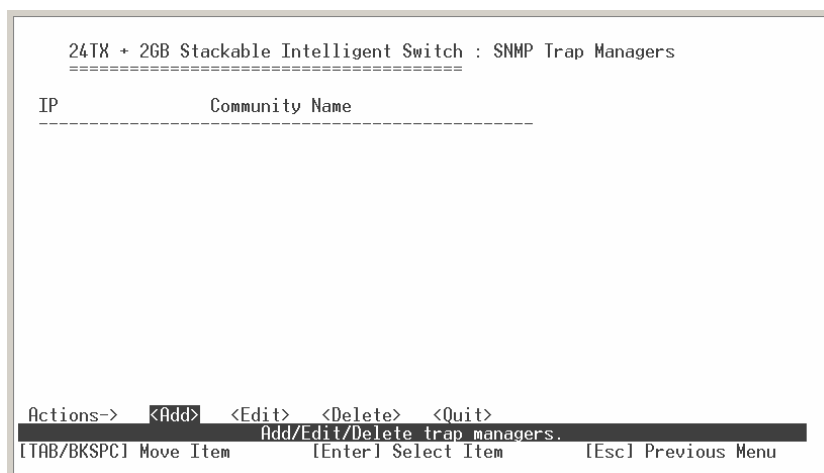 24TX + 2GB Stackable Intelligent Switch : SNMP Trap Managers
=======================================
IP Community Name
-------------------------------------------------
Actions-> <Add> <Edit> <Delete> <Quit>
Add/Edit/Delete trap managers.
[TAB/BKSPC] Move Item [Enter] Select Item [Esc] Previous Menu